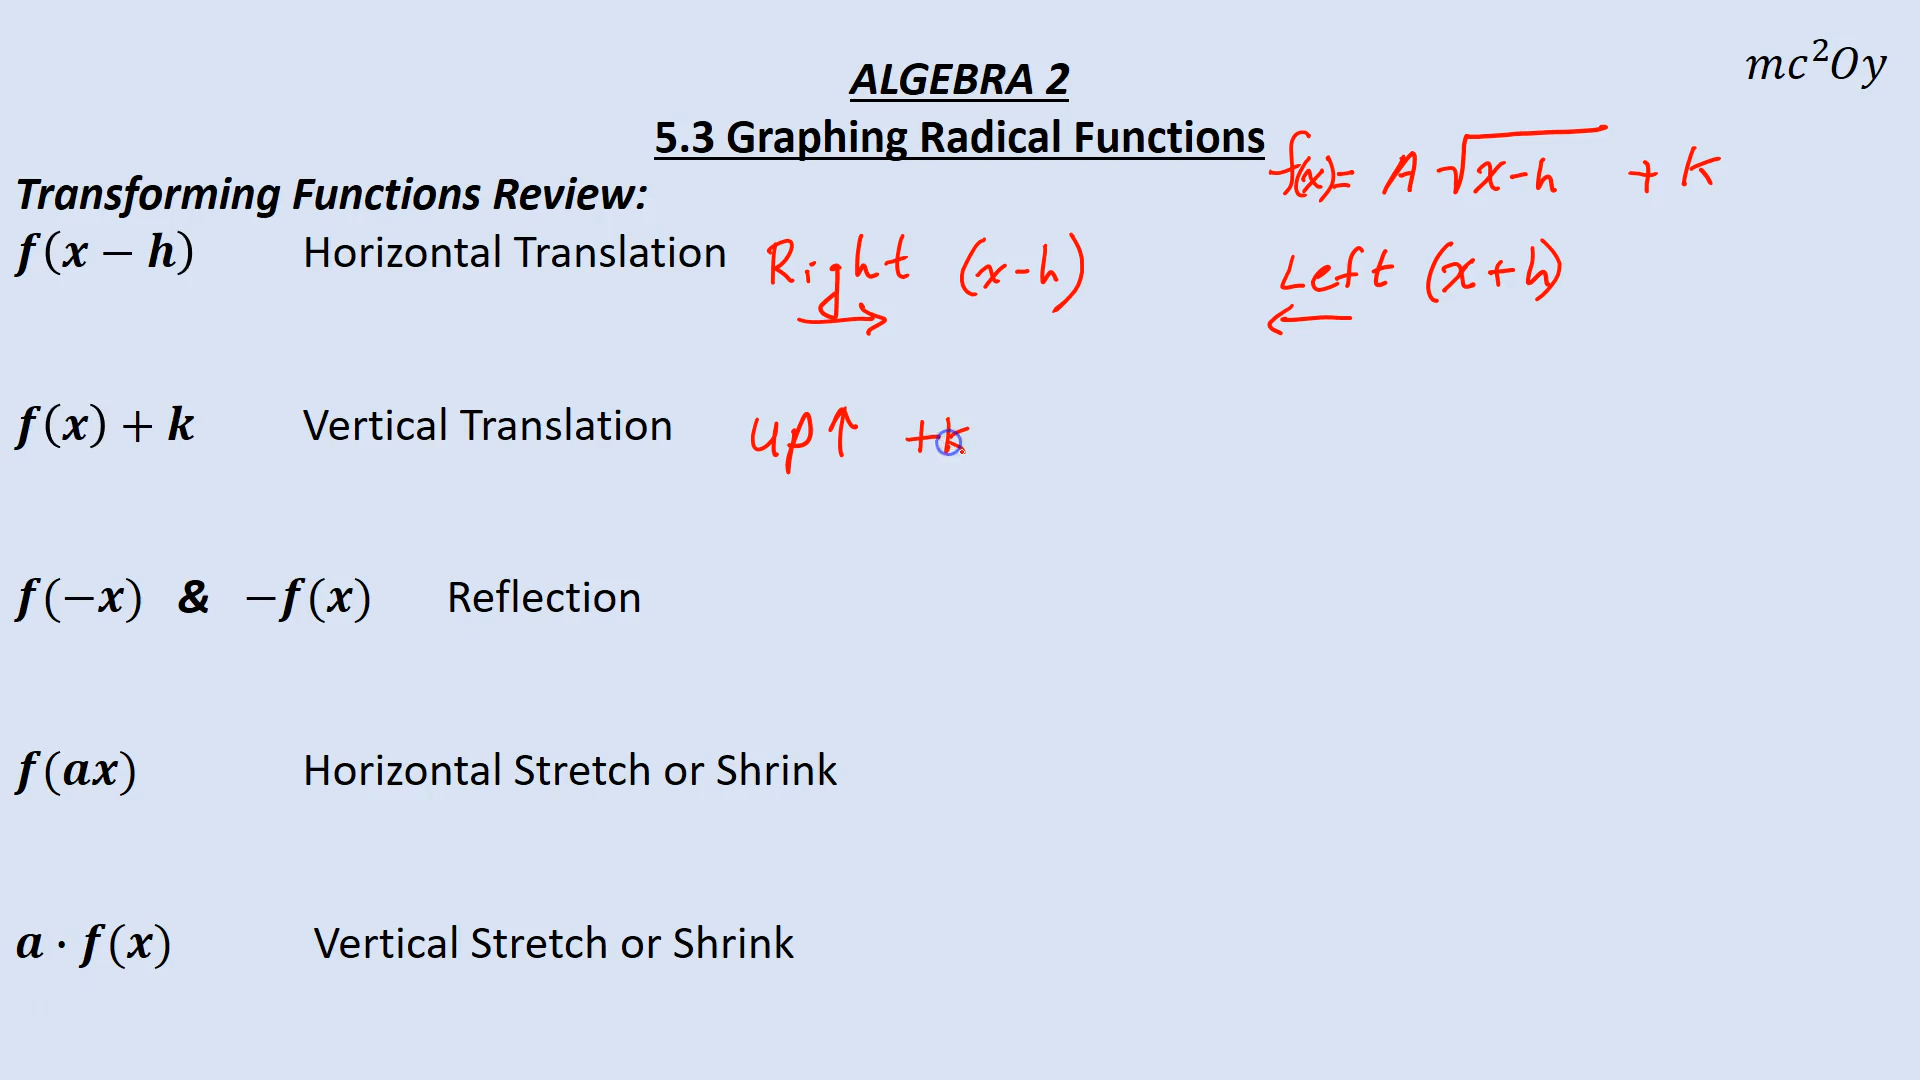 mc²Oy
ALGEBRA 2
5.3 Graphing Radical Functions
f(x)= A√(x-h) + k
Transforming Functions Review:
f(x − h) Horizontal Translation Right (x-h) Left (x+h)
f(x) + k Vertical Translation up↑ +k
f(−x) & −f(x) Reflection
f(ax) Horizontal Stretch or Shrink
a · f(x) Vertical Stretch or Shrink